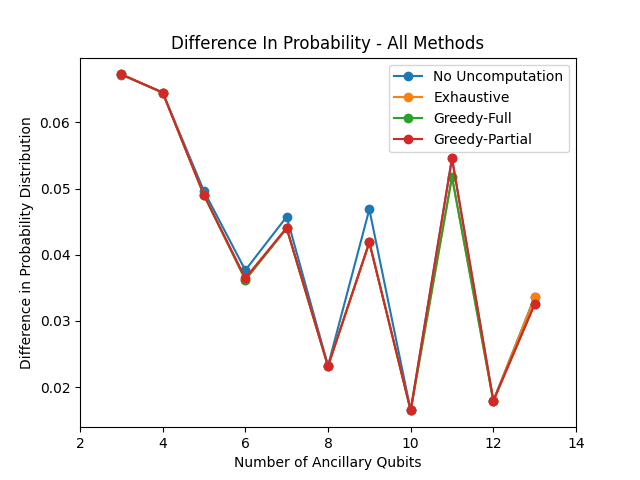 Difference In Probability - All Methods
No Uncomputation
Exhaustive
Greedy-Full
Greedy-Partial
0.06
0.05
0.04
0.03
0.02
Difference in Probability Distribution
2 4 6 8 10 12 14
Number of Ancillary Qubits